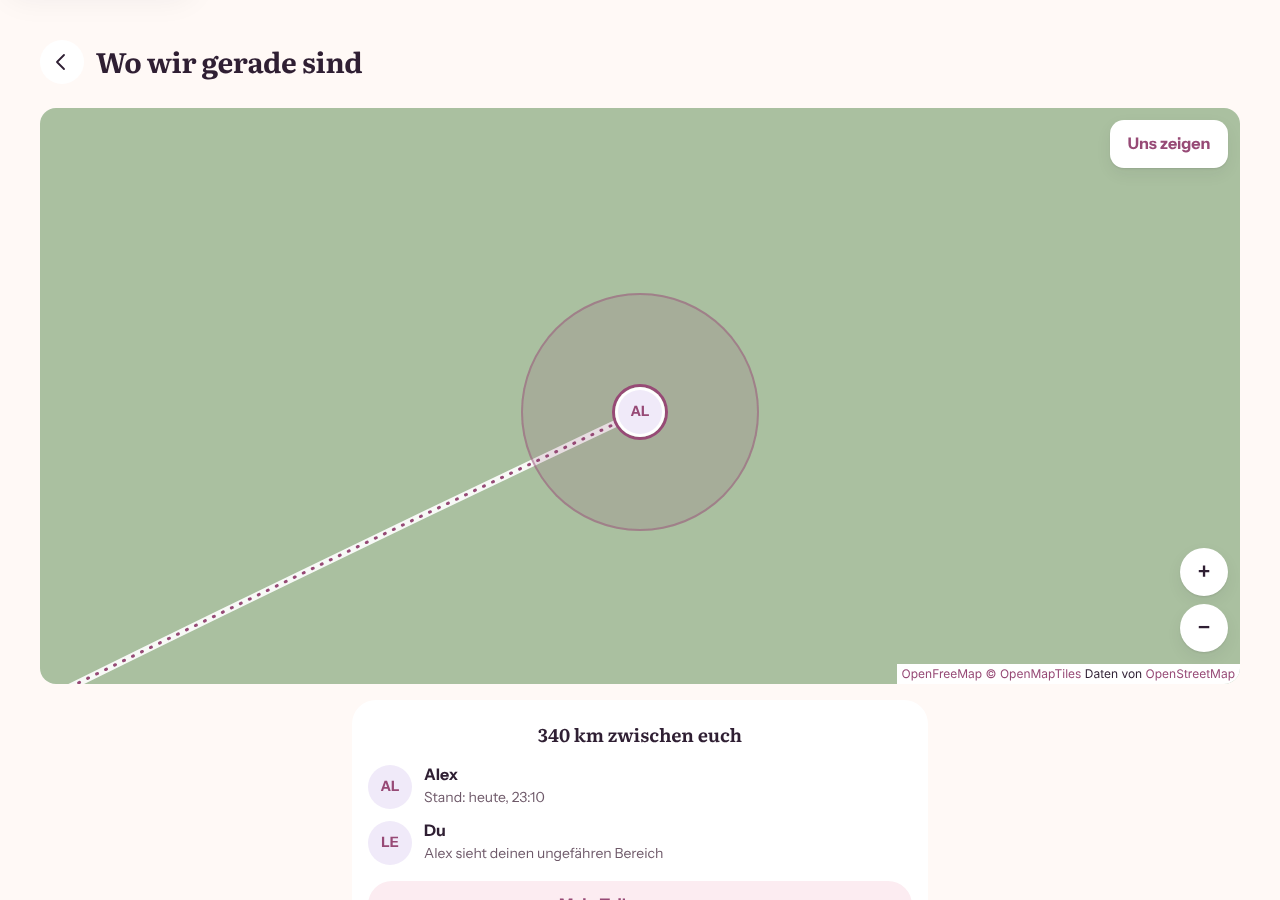 Wo wir gerade sind
Uns zeigen
AL
+
−
OpenFreeMap © OpenMapTiles Daten von OpenStreetMap
340 km zwischen euch
AL
Alex
Stand: heute, 23:10
LE
Du
Alex sieht deinen ungefähren Bereich